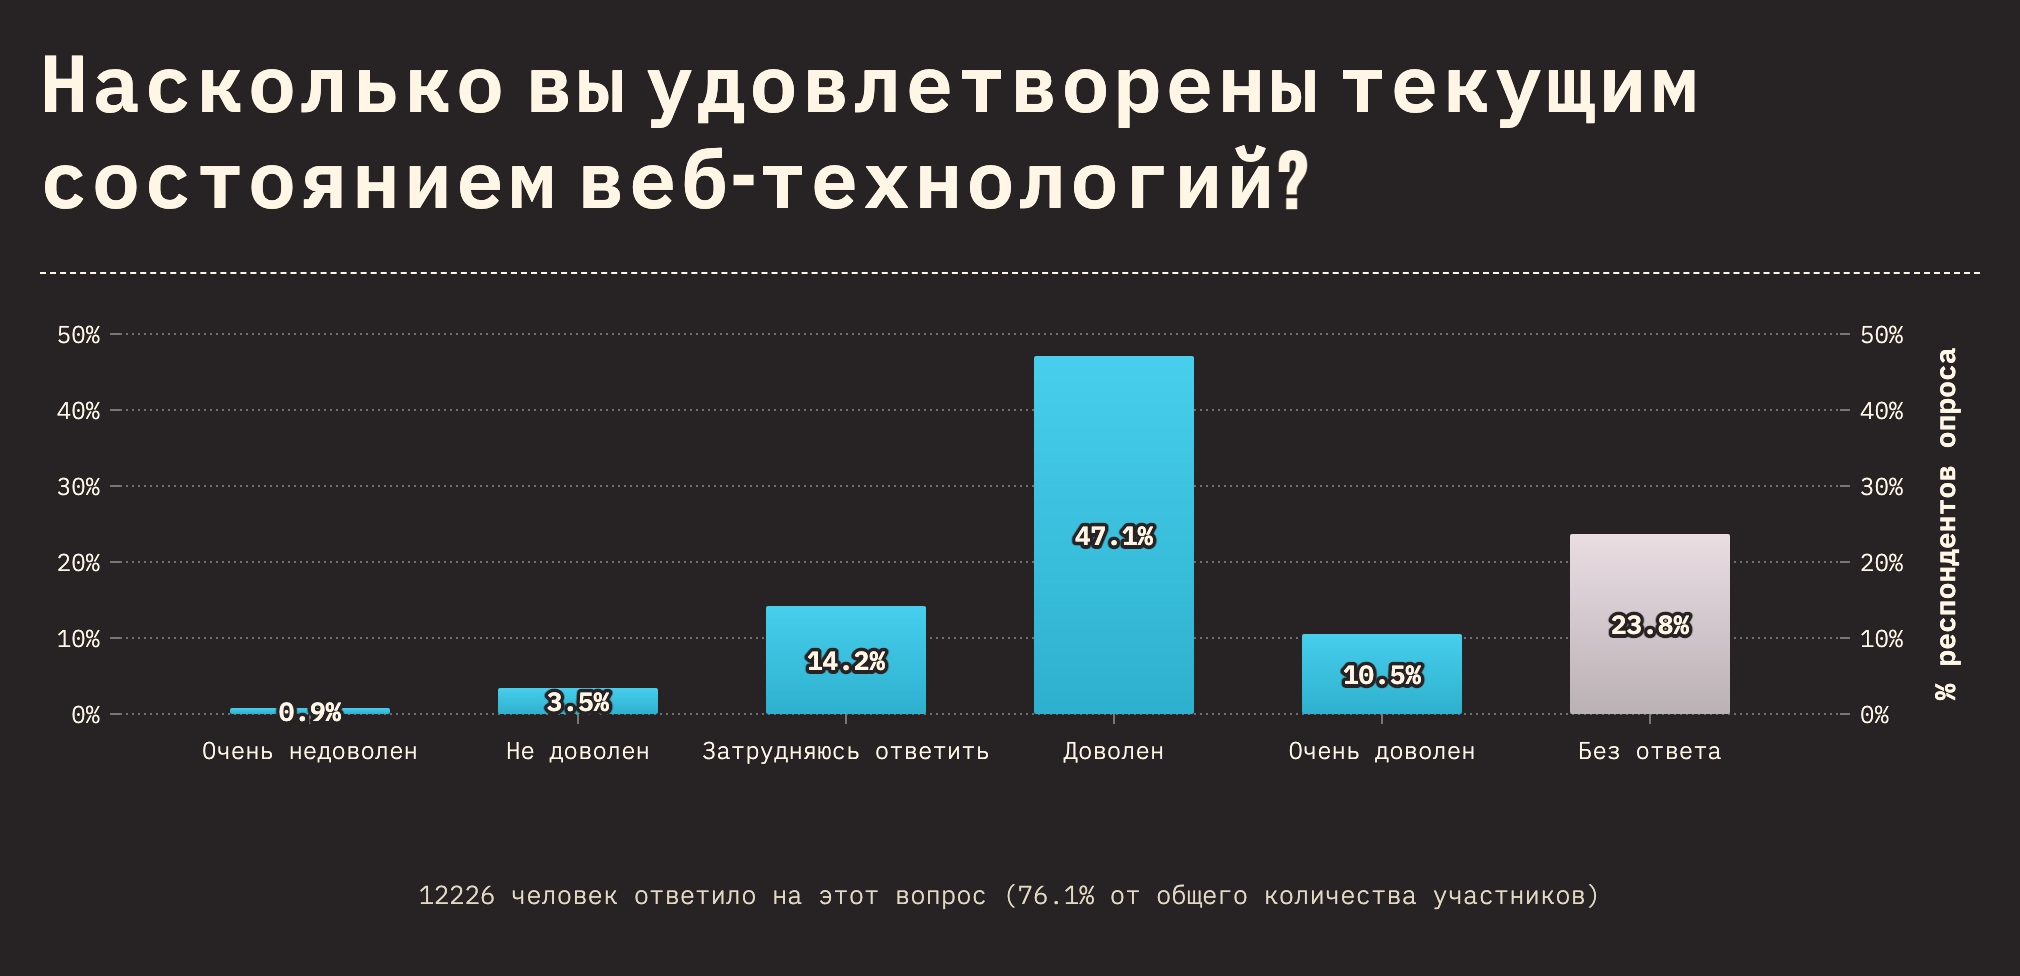 Насколько вы удовлетворены текущим
состоянием веб-технологий?
50%
40%
30%
20%
10%
0%
0.9%
3.5%
14.2%
47.1%
10.5%
23.8%
Очень недоволен
Не доволен
Затрудняюсь ответить
Доволен
Очень доволен
Без ответа
50%
40%
30%
20%
10%
0%
% респондентов опроса
12226 человек ответило на этот вопрос (76.1% от общего количества участников)